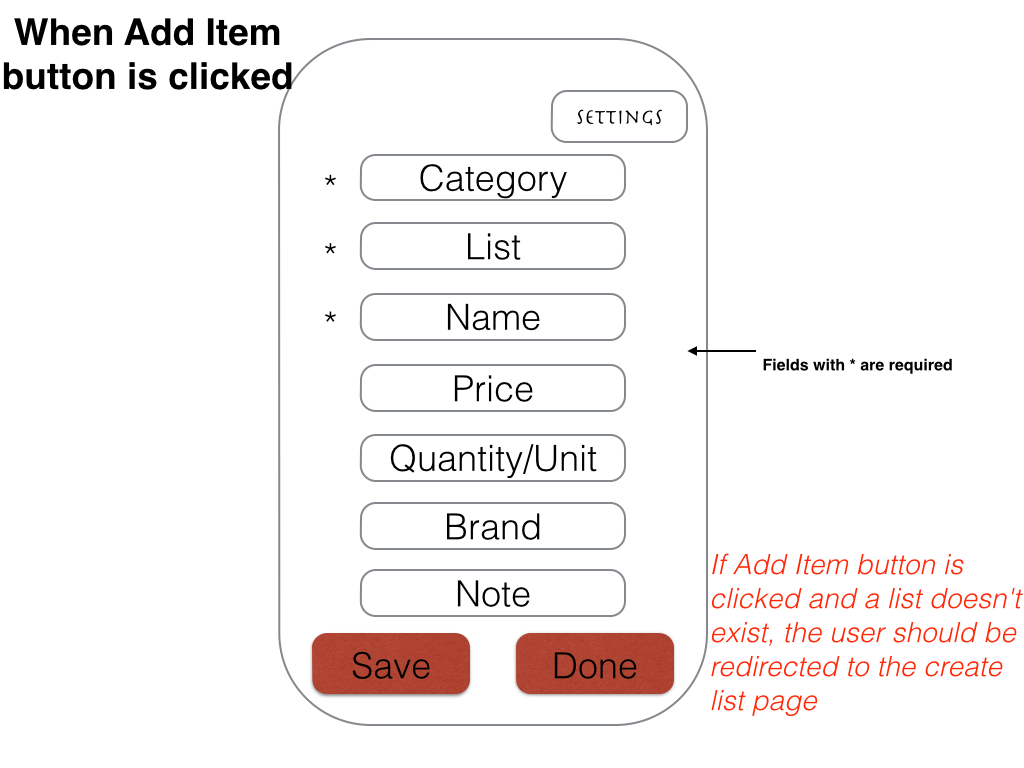 When Add Item
button is clicked
SETTINGS
* Category
* List
* Name
Price
Fields with * are required
Quantity/Unit
Brand
Note
If Add Item button is
clicked and a list doesn't
exist, the user should be
redirected to the create
list page
Save
Done